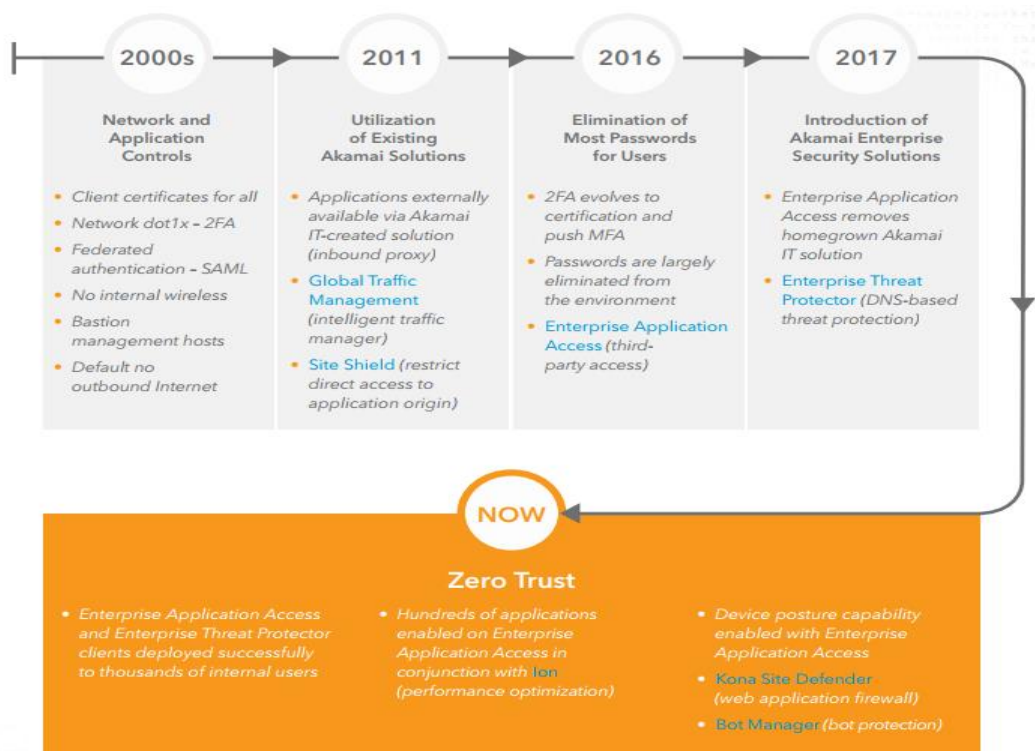 2000s
Network and
Application
Controls
• Client certificates for all
• Network dot1x – 2FA
• Federated
authentication – SAML
• No internal wireless
• Bastion
management hosts
• Default no
outbound Internet
2011
Utilization
of Existing
Akamai Solutions
• Applications externally
available via Akamai
IT-created solution
(inbound proxy)
• Global Traffic
Management
(intelligent traffic
manager)
• Site Shield (restrict
direct access to
application origin)
2016
Elimination of
Most Passwords
for Users
• 2FA evolves to
certification and
push MFA
• Passwords are largely
eliminated from
the environment
• Enterprise Application
Access (third-
party access)
2017
Introduction of
Akamai Enterprise
Security Solutions
• Enterprise Application
Access removes
homegrown Akamai
IT solution
• Enterprise Threat
Protector (DNS-based
threat protection)
NOW
Zero Trust
• Enterprise Application Access
and Enterprise Threat Protector
clients deployed successfully
to thousands of internal users
• Hundreds of applications
enabled on Enterprise
Application Access in
conjunction with Ion
(performance optimization)
• Device posture capability
enabled with Enterprise
Application Access
• Kona Site Defender
(web application firewall)
• Bot Manager (bot protection)